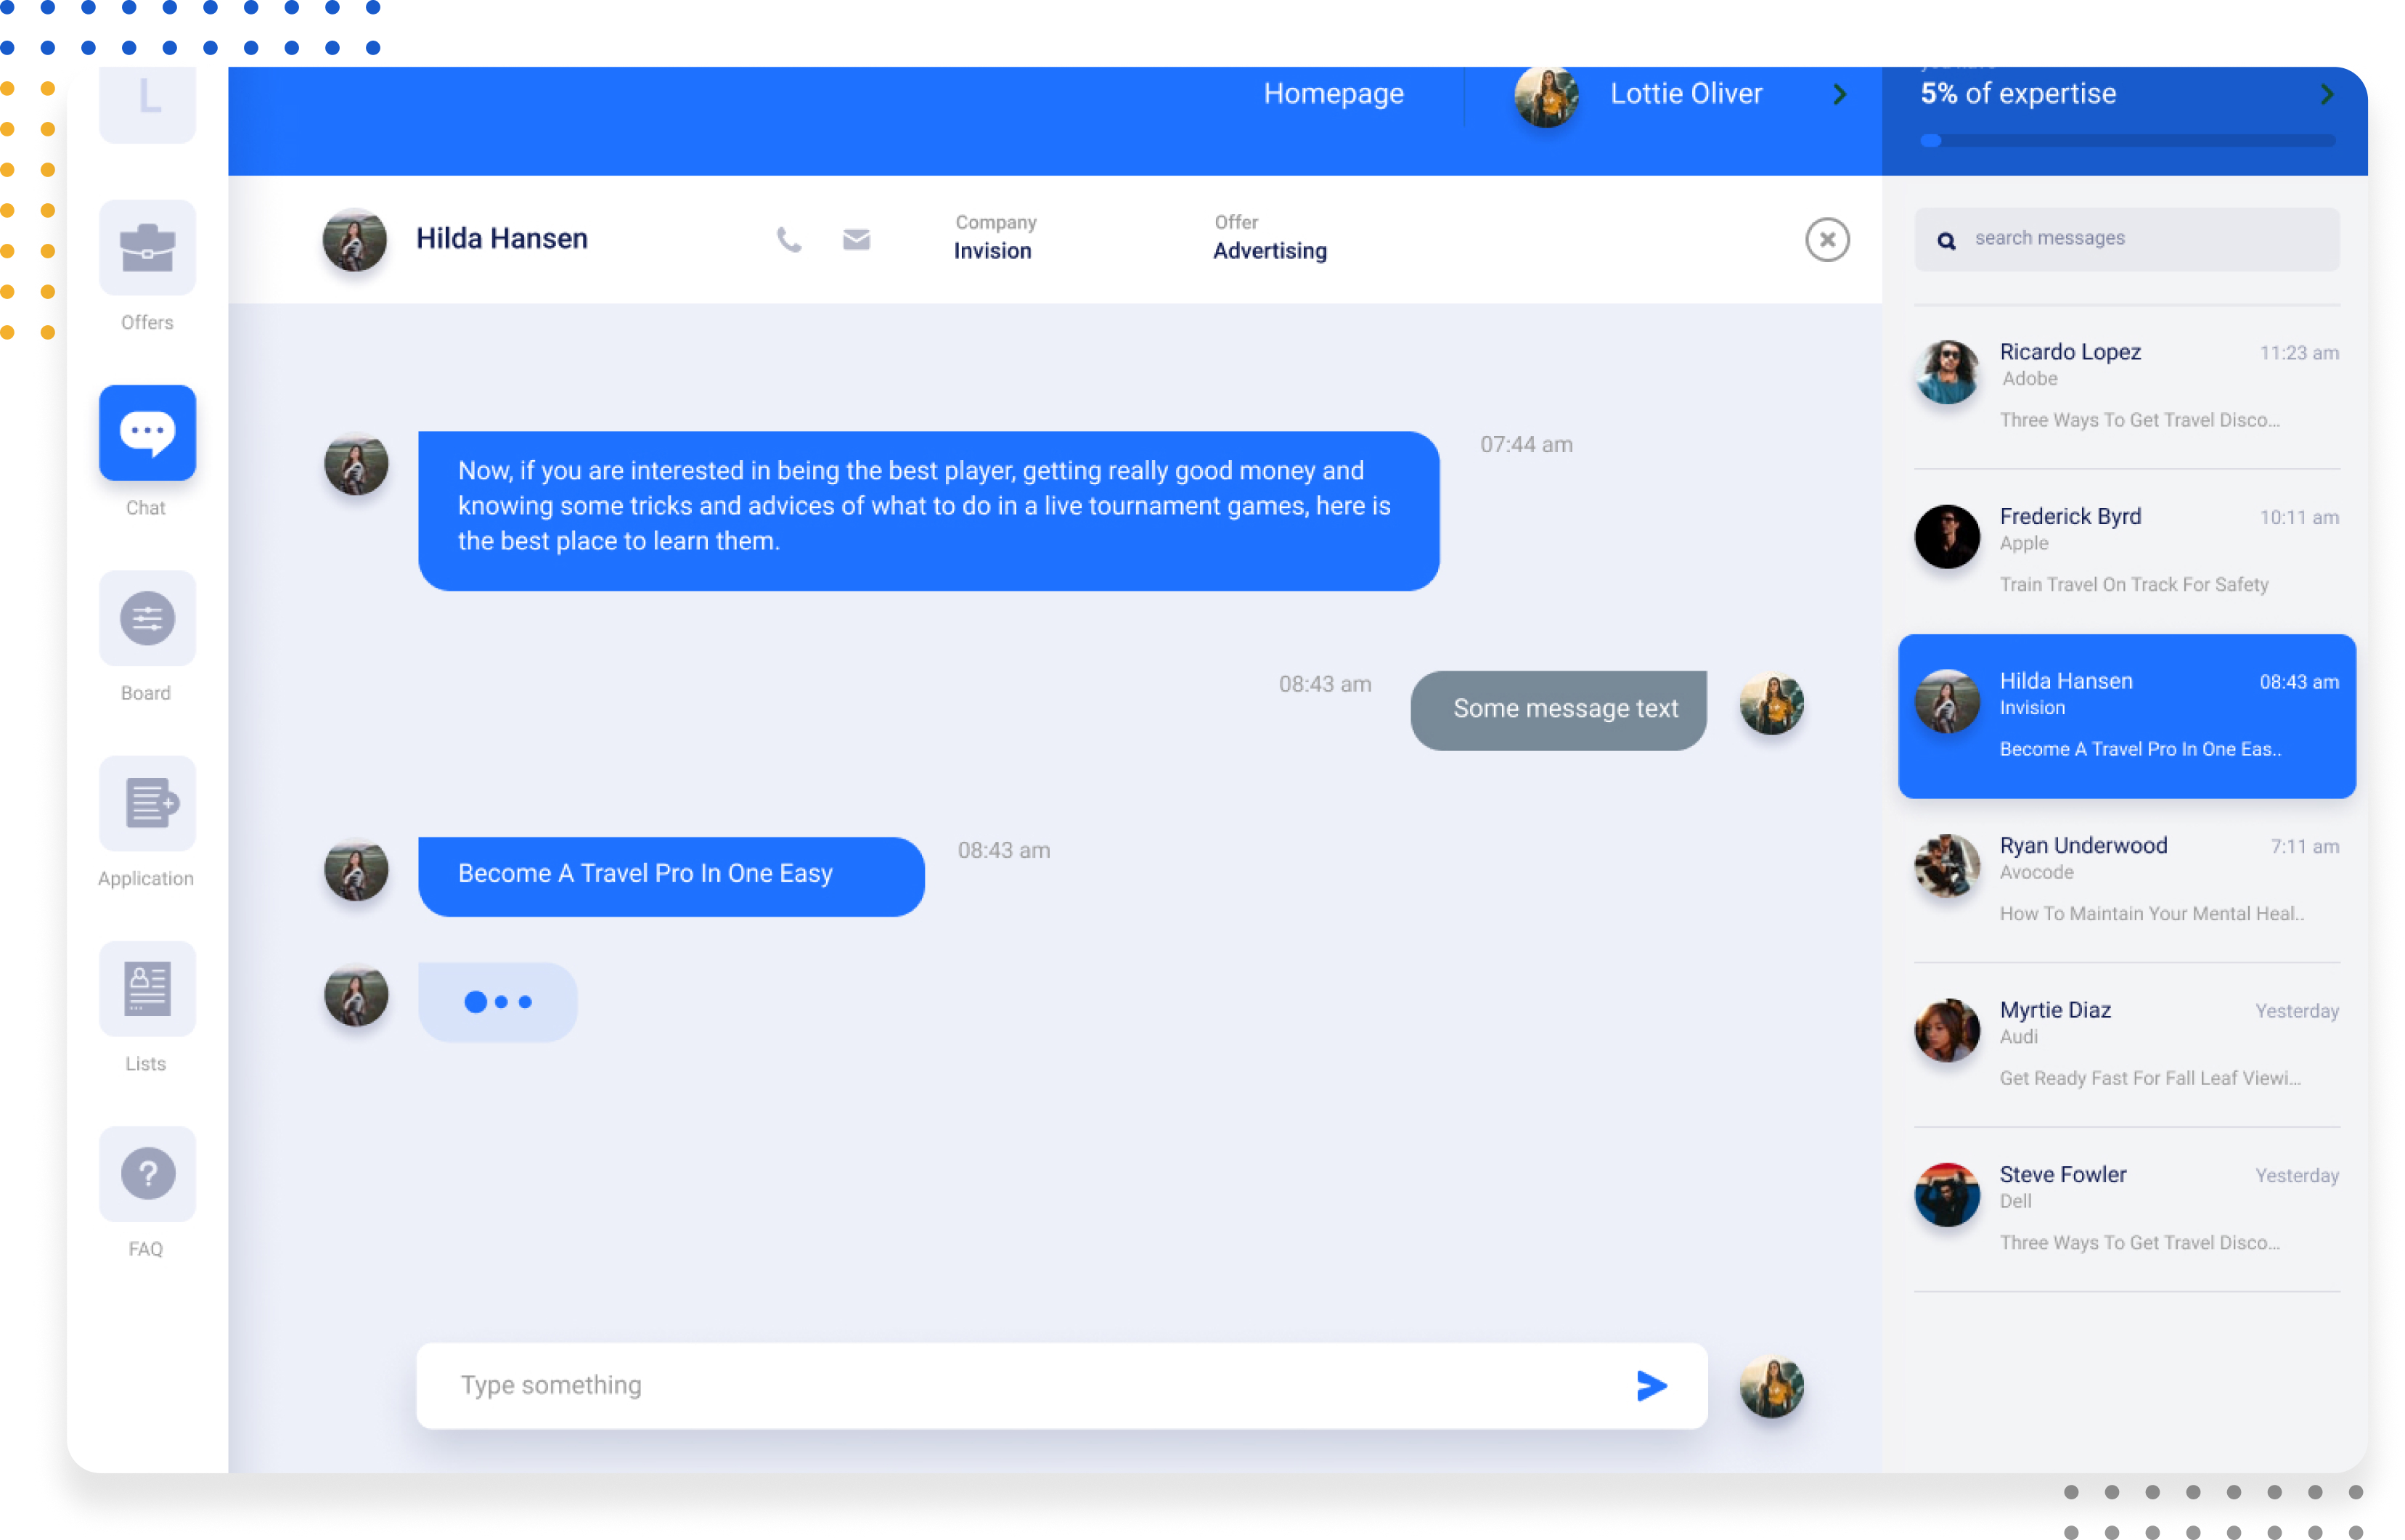 L
Offers
Chat
Board
Application
Lists
FAQ
Homepage
Lottie Oliver
5% of expertise
Hilda Hansen
Company
Invision
Offer
Advertising
Now, if you are interested in being the best player, getting really good money and
knowing some tricks and advices of what to do in a live tournament games, here is
the best place to learn them.
07:44 am
08:43 am
Some message text
Become A Travel Pro In One Easy
08:43 am
Type something
search messages
Ricardo Lopez
11:23 am
Adobe
Three Ways To Get Travel Disco...
Frederick Byrd
10:11 am
Apple
Train Travel On Track For Safety
Hilda Hansen
08:43 am
Invision
Become A Travel Pro In One Eas..
Ryan Underwood
7:11 am
Avocode
How To Maintain Your Mental Heal..
Myrtie Diaz
Yesterday
Audi
Get Ready Fast For Fall Leaf Viewi...
Steve Fowler
Yesterday
Dell
Three Ways To Get Travel Disco...